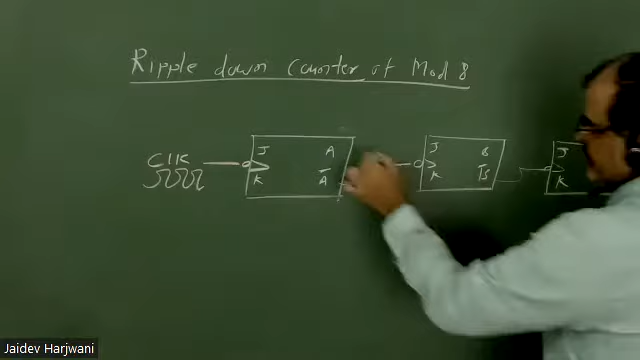 Ripple down Counter of Mod 8
CLK
J A
K Ā
J B
K B̄
J
K
Jaidev Harjwani